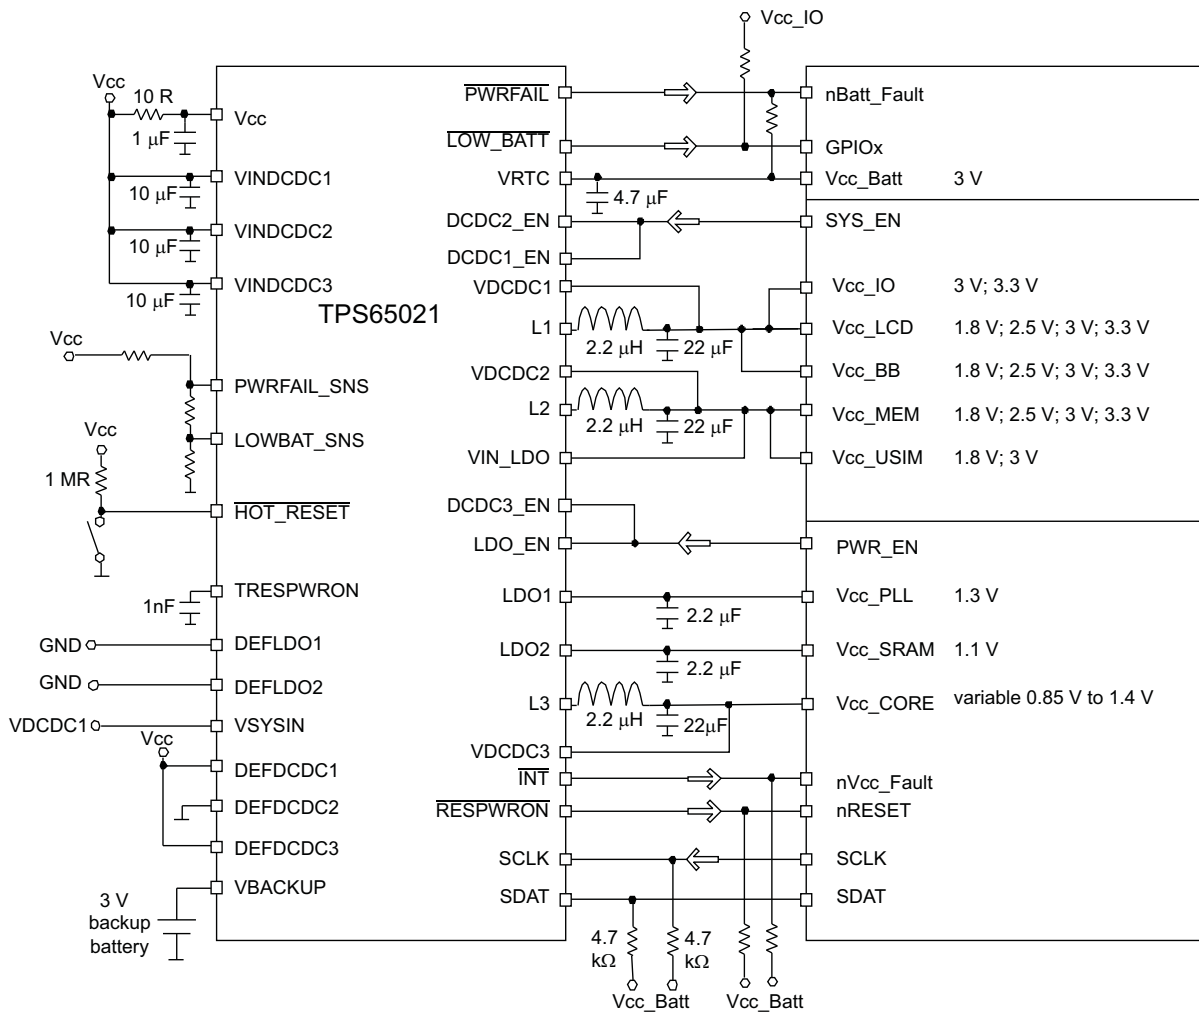 Vcc_IO
Vcc
10 R
Vcc
1 μF
VINDCDC1
10 μF
VINDCDC2
10 μF
VINDCDC3
10 μF
TPS65021
Vcc
PWRFAIL_SNS
LOWBAT_SNS
Vcc
1 MR
HOT_RESET
TRESPWRON
1nF
GND
DEFLDO1
GND
DEFLDO2
VDCDC1
VSYSIN
Vcc
DEFDCDC1
DEFDCDC2
DEFDCDC3
VBACKUP
3 V
backup
battery
PWRFAIL
LOW_BATT
VRTC
4.7 μF
DCDC2_EN
DCDC1_EN
VDCDC1
L1
2.2 μH
22 μF
VDCDC2
L2
2.2 μH
22 μF
VIN_LDO
DCDC3_EN
LDO_EN
LDO1
2.2 μF
LDO2
2.2 μF
L3
2.2 μH
22μF
VDCDC3
INT
RESPWRON
SCLK
SDAT
4.7
kΩ
4.7
kΩ
Vcc_Batt
Vcc_Batt
nBatt_Fault
GPIOx
Vcc_Batt 3 V
SYS_EN
Vcc_IO 3 V; 3.3 V
Vcc_LCD 1.8 V; 2.5 V; 3 V; 3.3 V
Vcc_BB 1.8 V; 2.5 V; 3 V; 3.3 V
Vcc_MEM 1.8 V; 2.5 V; 3 V; 3.3 V
Vcc_USIM 1.8 V; 3 V
PWR_EN
Vcc_PLL 1.3 V
Vcc_SRAM 1.1 V
Vcc_CORE variable 0.85 V to 1.4 V
nVcc_Fault
nRESET
SCLK
SDAT